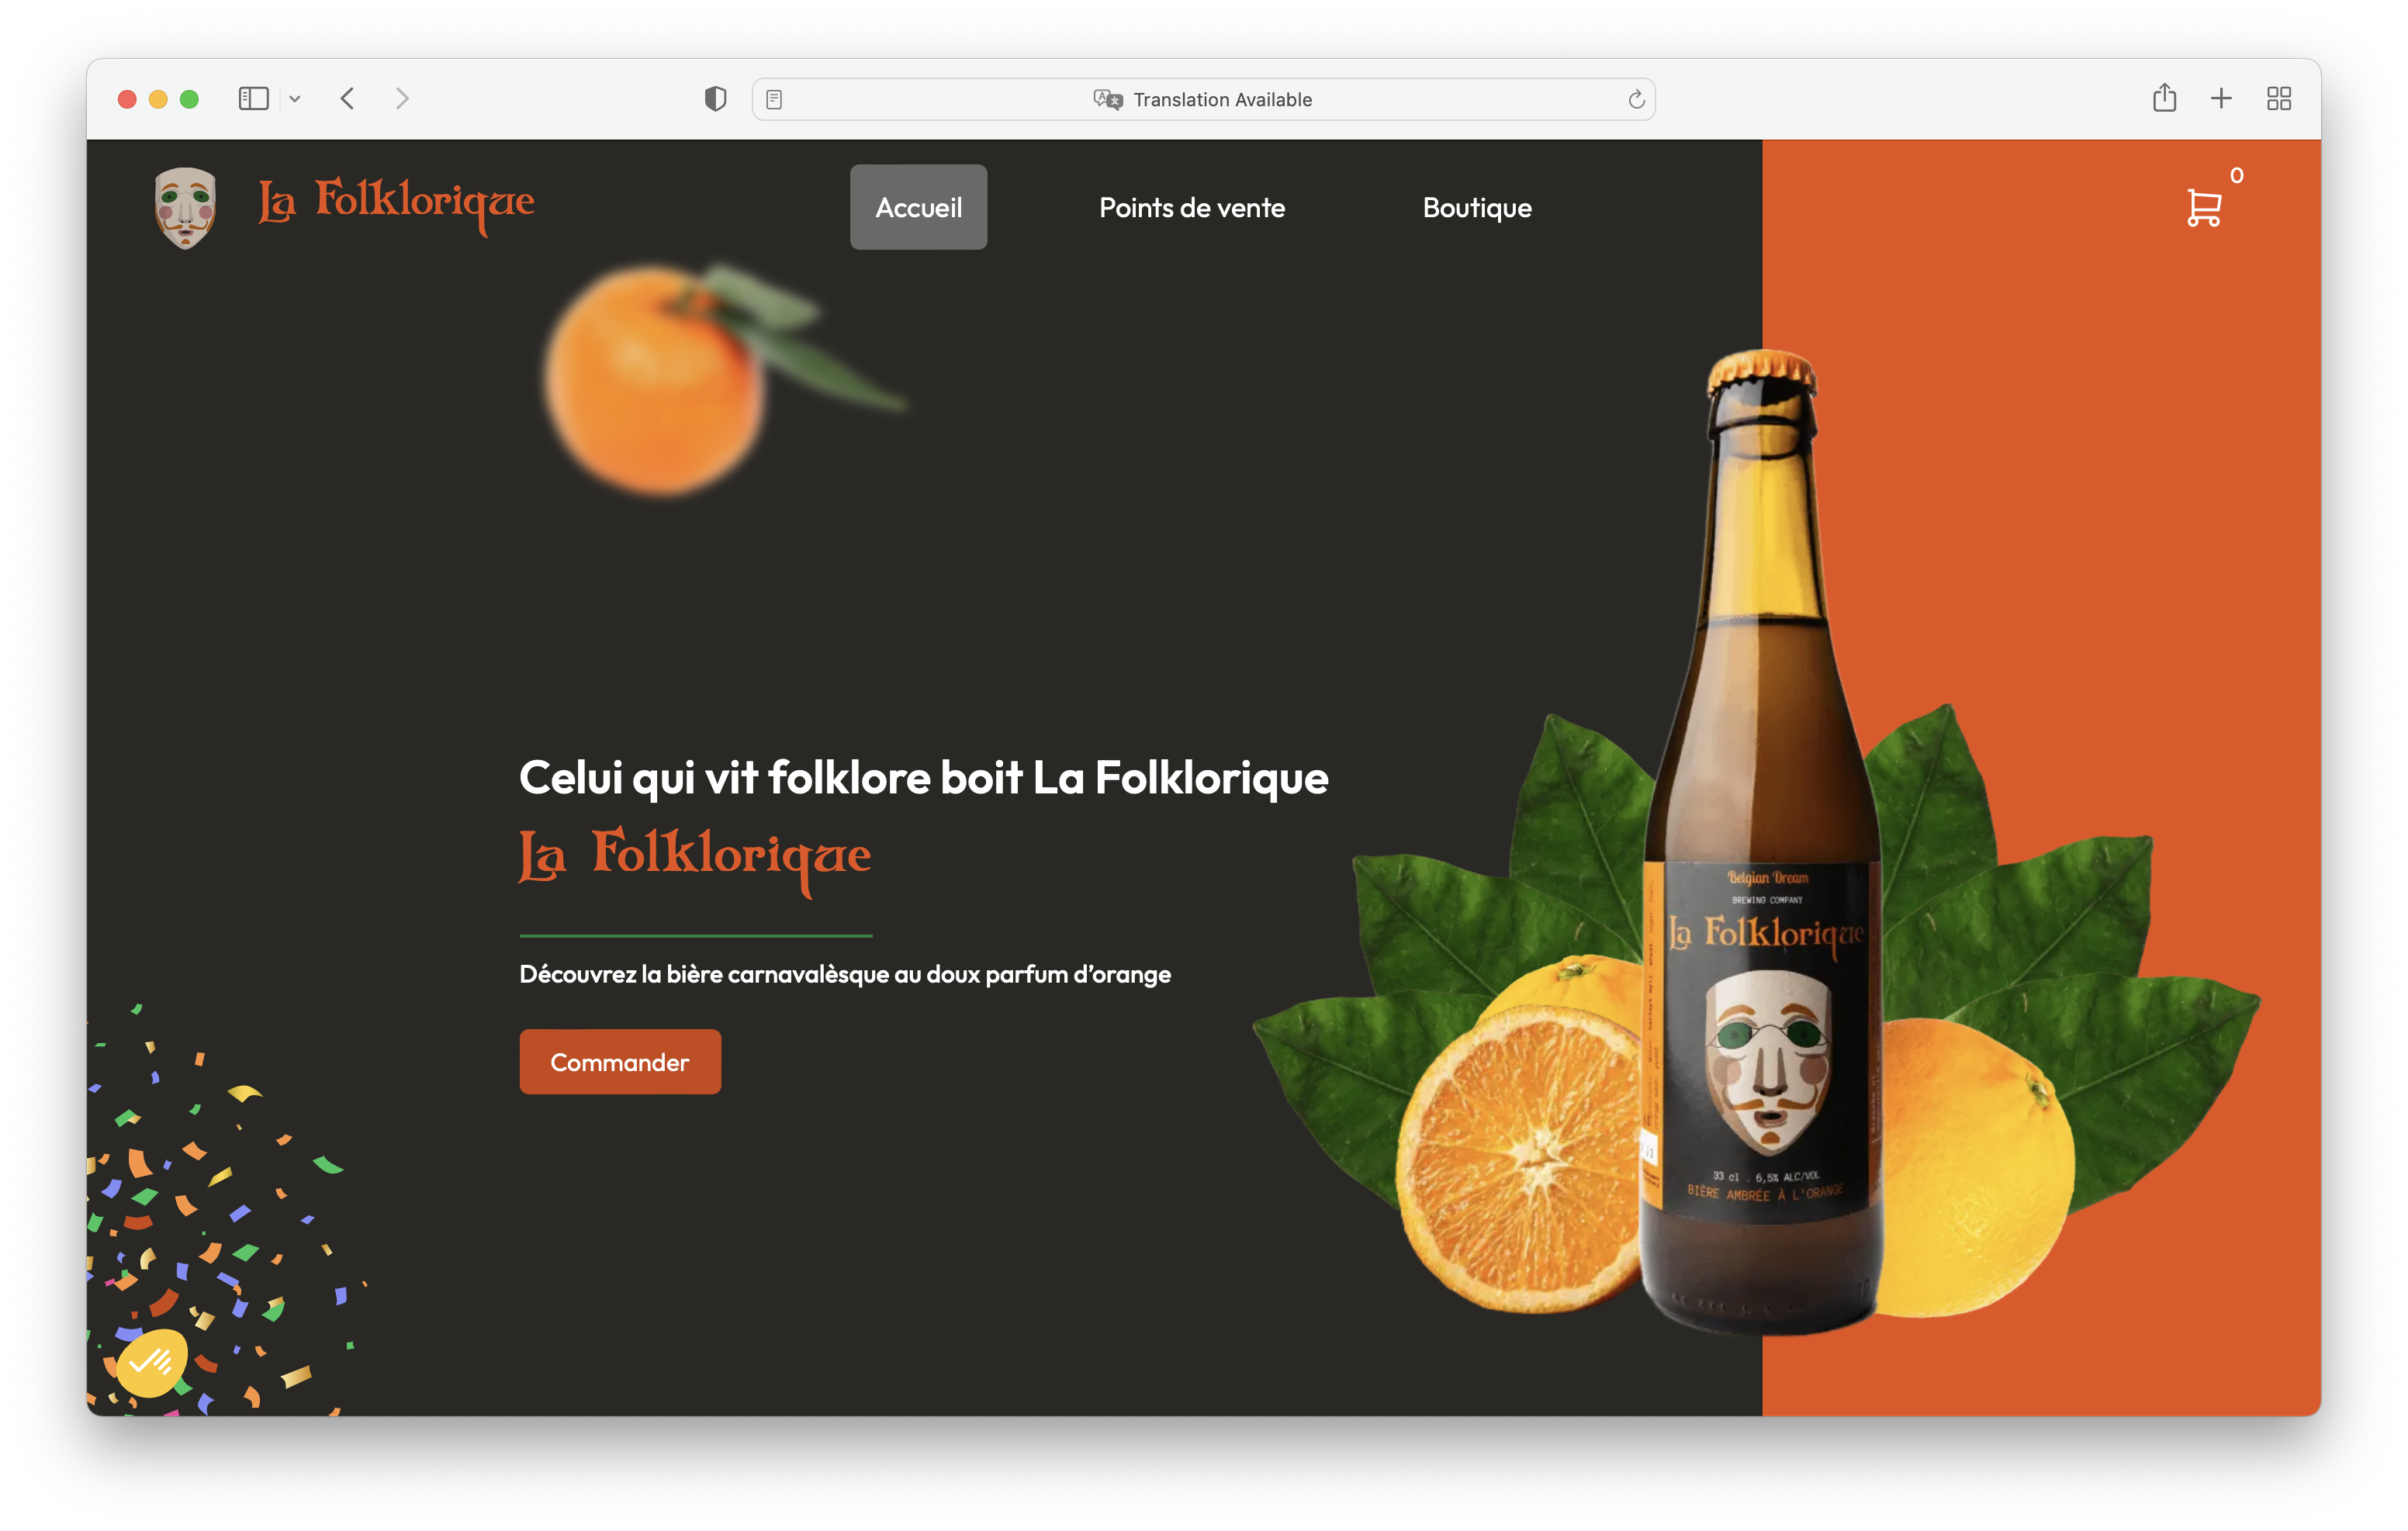 Translation Available
La Folklorique
Accueil
Points de vente
Boutique
0
Celui qui vit folklore boit La Folklorique
La Folklorique
Découvrez la bière carnavalèsque au doux parfum d’orange
Commander
Belgian Dream
BREWING COMPANY
La Folklorique
33 cl . 6,5% ALC/VOL
BIÈRE AMBRÉE À L'ORANGE